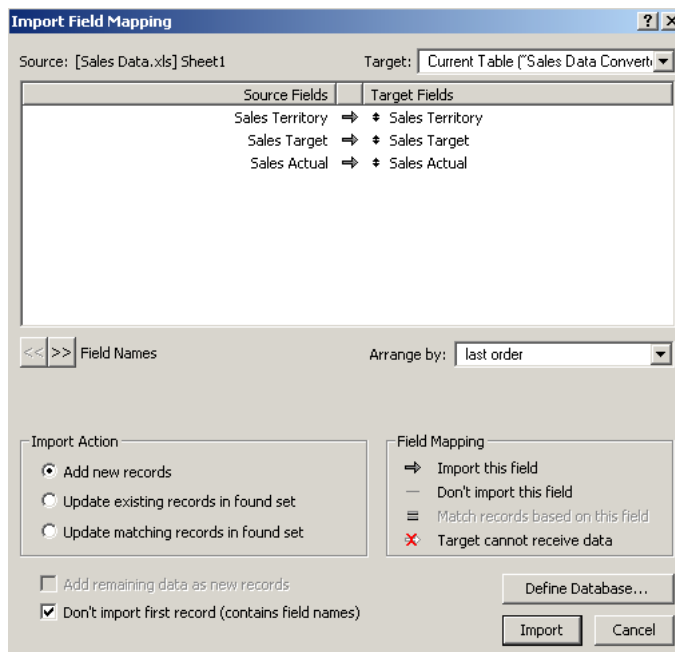 Import Field Mapping
Source: [Sales Data.xls] Sheet1
Target: Current Table ("Sales Data Converte
Source Fields Target Fields
Sales Territory Sales Territory
Sales Target Sales Target
Sales Actual Sales Actual
<< >> Field Names
Arrange by: last order
Import Action
Add new records
Update existing records in found set
Update matching records in found set
Field Mapping
Import this field
Don't import this field
Match records based on this field
Target cannot receive data
Add remaining data as new records
Don't import first record (contains field names)
Define Database...
Import Cancel